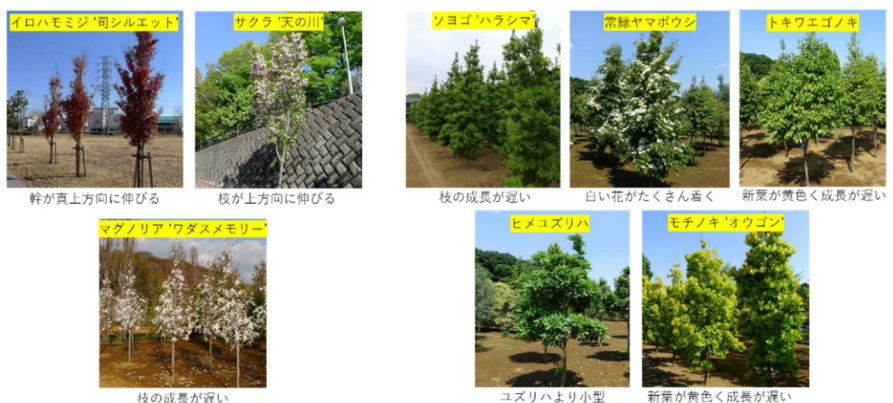 イロハモミジ '司シルエット'
サクラ '天の川'
ソヨゴ 'ハラシマ'
常緑ヤマボウシ
トキワエゴノキ
幹が真上方向に伸びる
枝が上方向に伸びる
枝の成長が遅い
白い花がたくさん着く
新葉が黄色く成長が遅い
マグノリア 'ワダスメモリー'
ヒメユズリハ
モチノキ 'オウゴン'
枝の成長が遅い
ユズリハより小型
新葉が黄色く成長が遅い